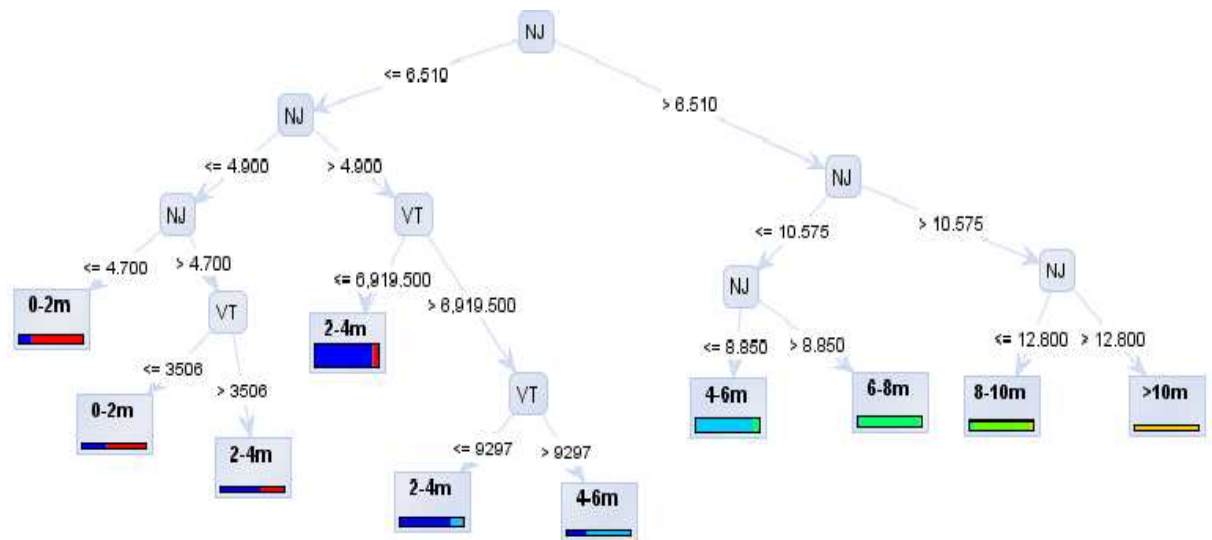 NJ
<= 6.510
> 6.510
NJ
<= 4.900
> 4.900
NJ
NJ
VT
<= 10.575
> 10.575
<= 4.700
> 4.700
<= 6,919.500
> 6,919.500
NJ
NJ
0-2m
VT
2-4m
<= 8.850
> 8.850
<= 12.800
> 12.800
<= 3506
> 3506
VT
4-6m
6-8m
8-10m
>10m
0-2m
2-4m
<= 9297
> 9297
2-4m
4-6m